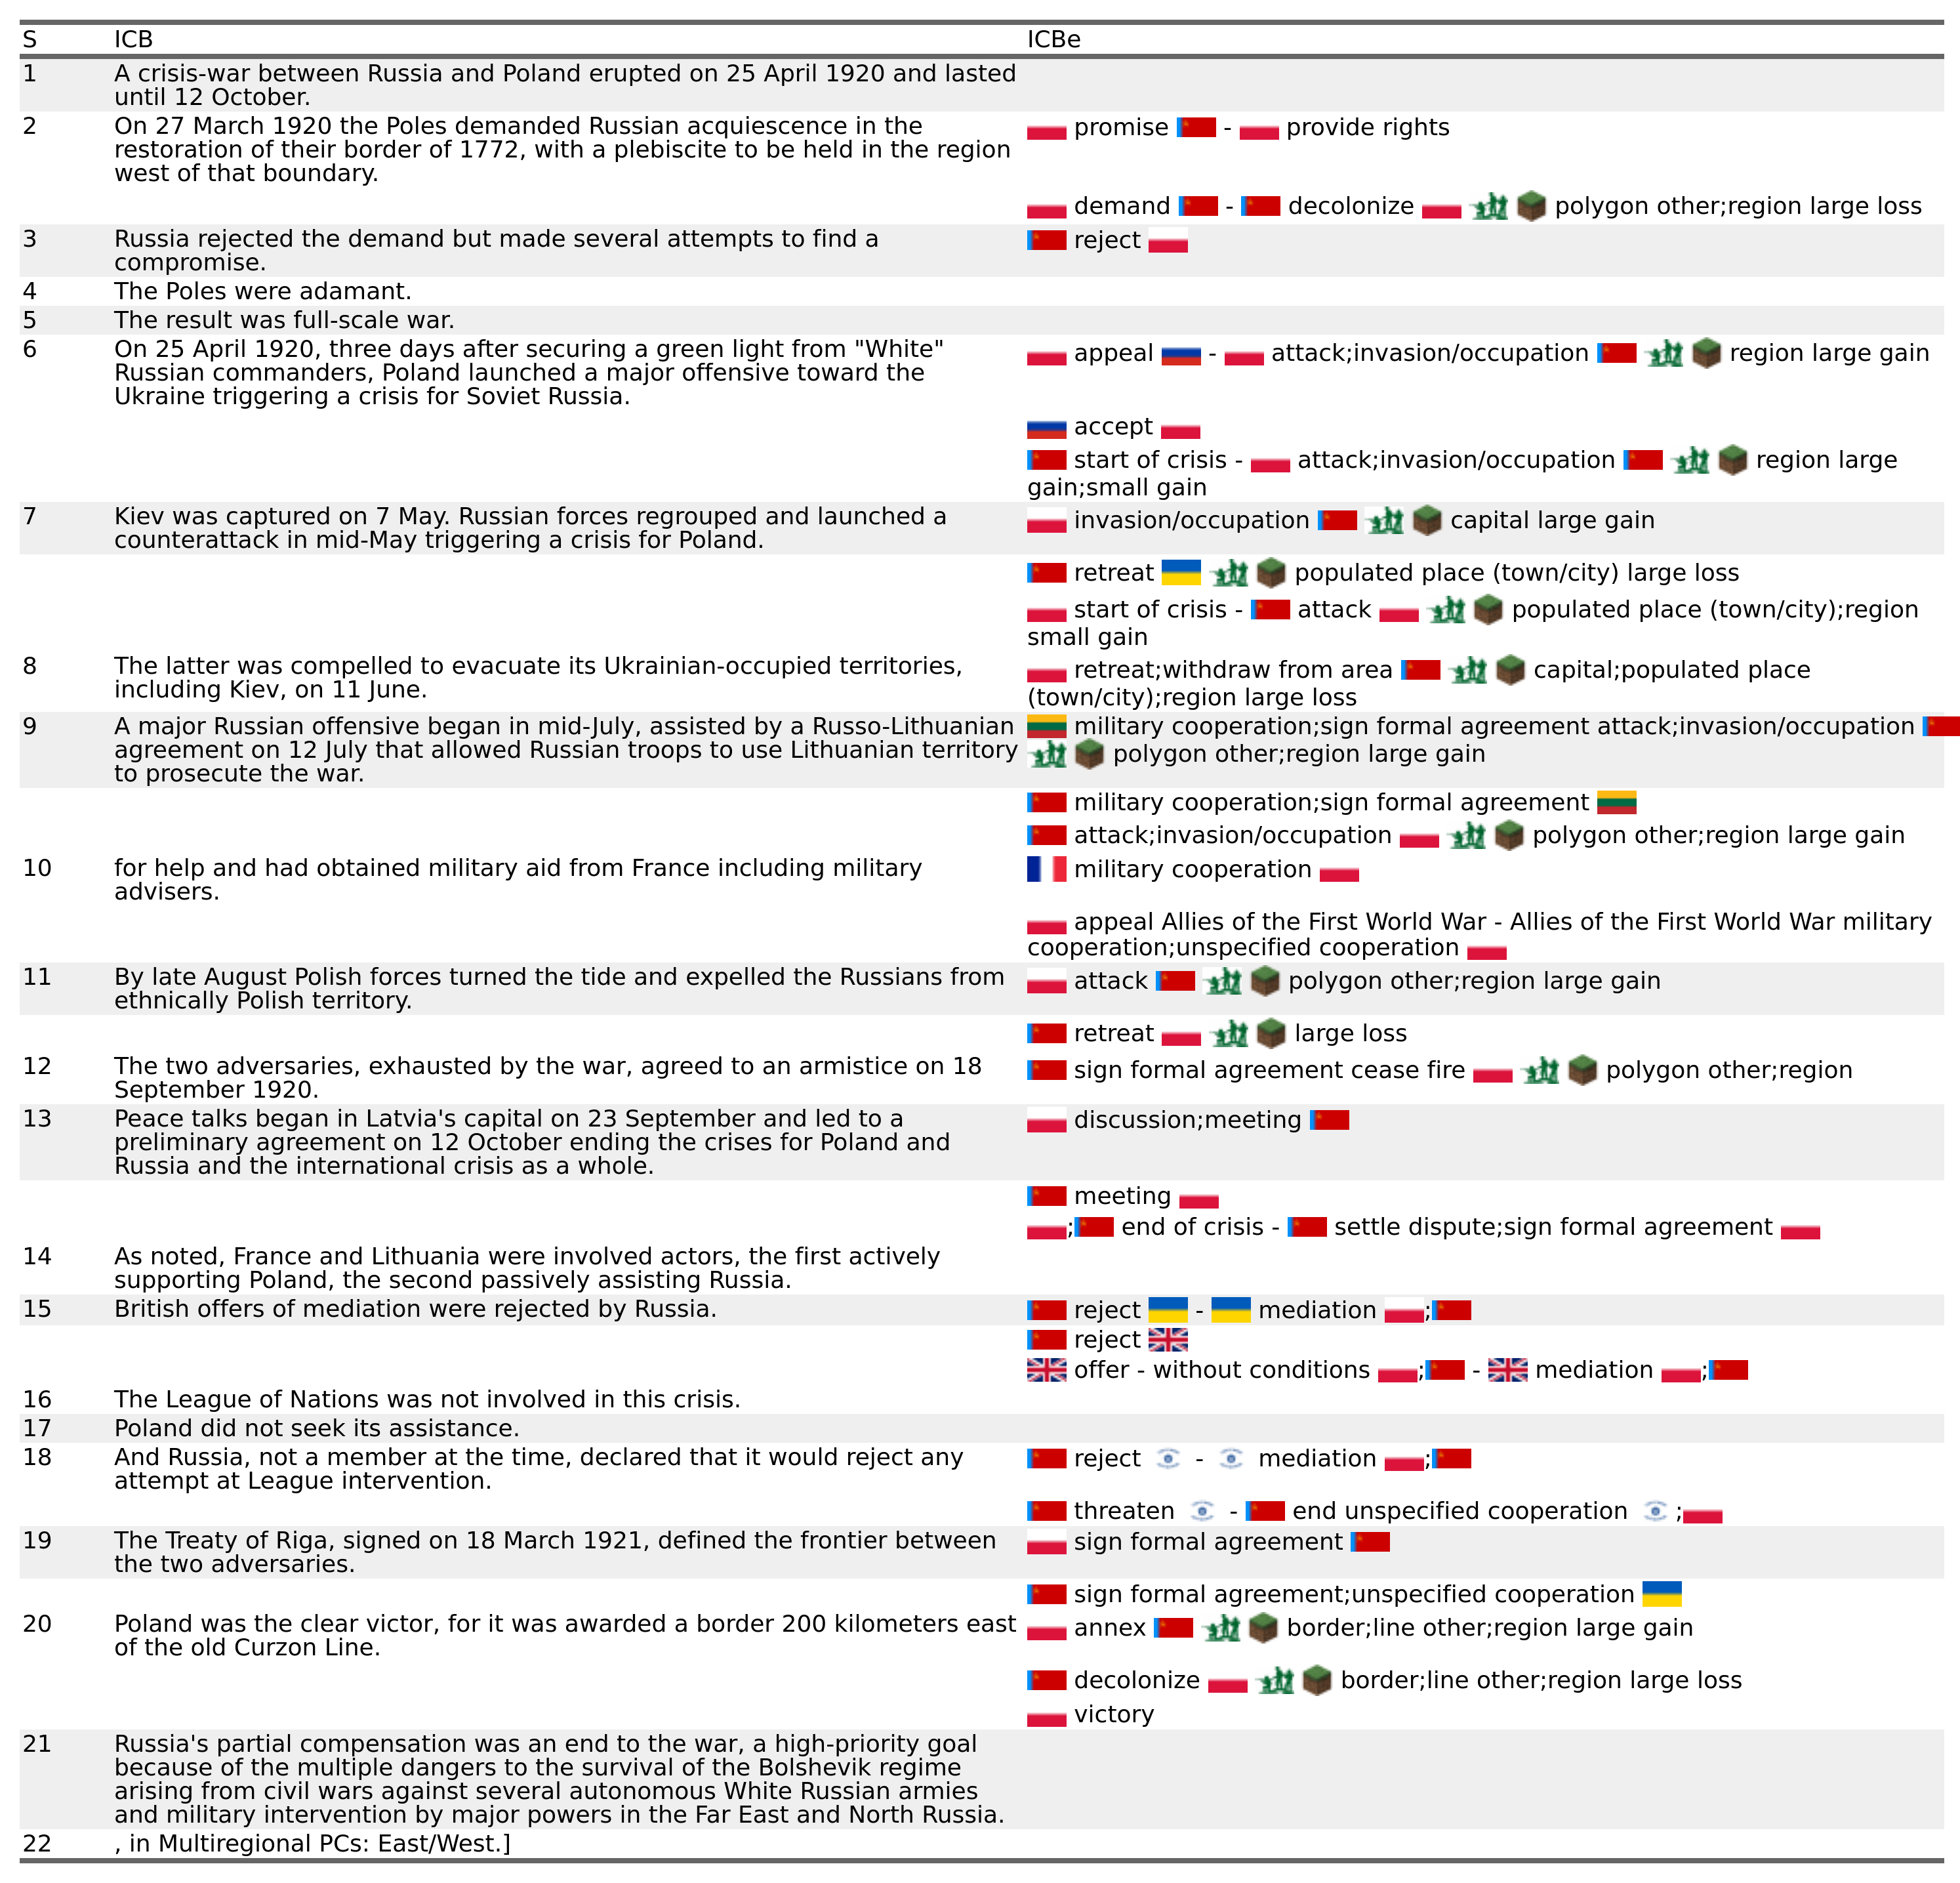 S ICB ICBe
1 A crisis-war between Russia and Poland erupted on 25 April 1920 and lasted
until 12 October.
2 On 27 March 1920 the Poles demanded Russian acquiescence in the promise - provide rights
restoration of their border of 1772, with a plebiscite to be held in the region
west of that boundary.
demand - decolonize polygon other;region large loss
3 Russia rejected the demand but made several attempts to find a reject
compromise.
4 The Poles were adamant.
5 The result was full-scale war.
6 On 25 April 1920, three days after securing a green light from "White" appeal - attack;invasion/occupation region large gain
Russian commanders, Poland launched a major offensive toward the
Ukraine triggering a crisis for Soviet Russia.
accept
start of crisis - attack;invasion/occupation region large
gain;small gain
7 Kiev was captured on 7 May. Russian forces regrouped and launched a invasion/occupation capital large gain
counterattack in mid-May triggering a crisis for Poland.
retreat populated place (town/city) large loss
start of crisis - attack populated place (town/city);region
small gain
8 The latter was compelled to evacuate its Ukrainian-occupied territories, retreat;withdraw from area capital;populated place
including Kiev, on 11 June. (town/city);region large loss
9 A major Russian offensive began in mid-July, assisted by a Russo-Lithuanian military cooperation;sign formal agreement attack;invasion/occupation
agreement on 12 July that allowed Russian troops to use Lithuanian territory polygon other;region large gain
to prosecute the war.
military cooperation;sign formal agreement
attack;invasion/occupation polygon other;region large gain
10 for help and had obtained military aid from France including military military cooperation
advisers.
appeal Allies of the First World War - Allies of the First World War military
cooperation;unspecified cooperation
11 By late August Polish forces turned the tide and expelled the Russians from attack polygon other;region large gain
ethnically Polish territory.
retreat large loss
12 The two adversaries, exhausted by the war, agreed to an armistice on 18 sign formal agreement cease fire polygon other;region
September 1920.
13 Peace talks began in Latvia's capital on 23 September and led to a discussion;meeting
preliminary agreement on 12 October ending the crises for Poland and
Russia and the international crisis as a whole.
meeting
; end of crisis - settle dispute;sign formal agreement
14 As noted, France and Lithuania were involved actors, the first actively
supporting Poland, the second passively assisting Russia.
15 British offers of mediation were rejected by Russia. reject - mediation ;
reject
offer - without conditions ; - mediation ;
16 The League of Nations was not involved in this crisis.
17 Poland did not seek its assistance.
18 And Russia, not a member at the time, declared that it would reject any reject - mediation ;
attempt at League intervention.
threaten - end unspecified cooperation ;
19 The Treaty of Riga, signed on 18 March 1921, defined the frontier between sign formal agreement
the two adversaries.
sign formal agreement;unspecified cooperation
20 Poland was the clear victor, for it was awarded a border 200 kilometers east annex border;line other;region large gain
of the old Curzon Line.
decolonize border;line other;region large loss
victory
21 Russia's partial compensation was an end to the war, a high-priority goal
because of the multiple dangers to the survival of the Bolshevik regime
arising from civil wars against several autonomous White Russian armies
and military intervention by major powers in the Far East and North Russia.
22 , in Multiregional PCs: East/West.]